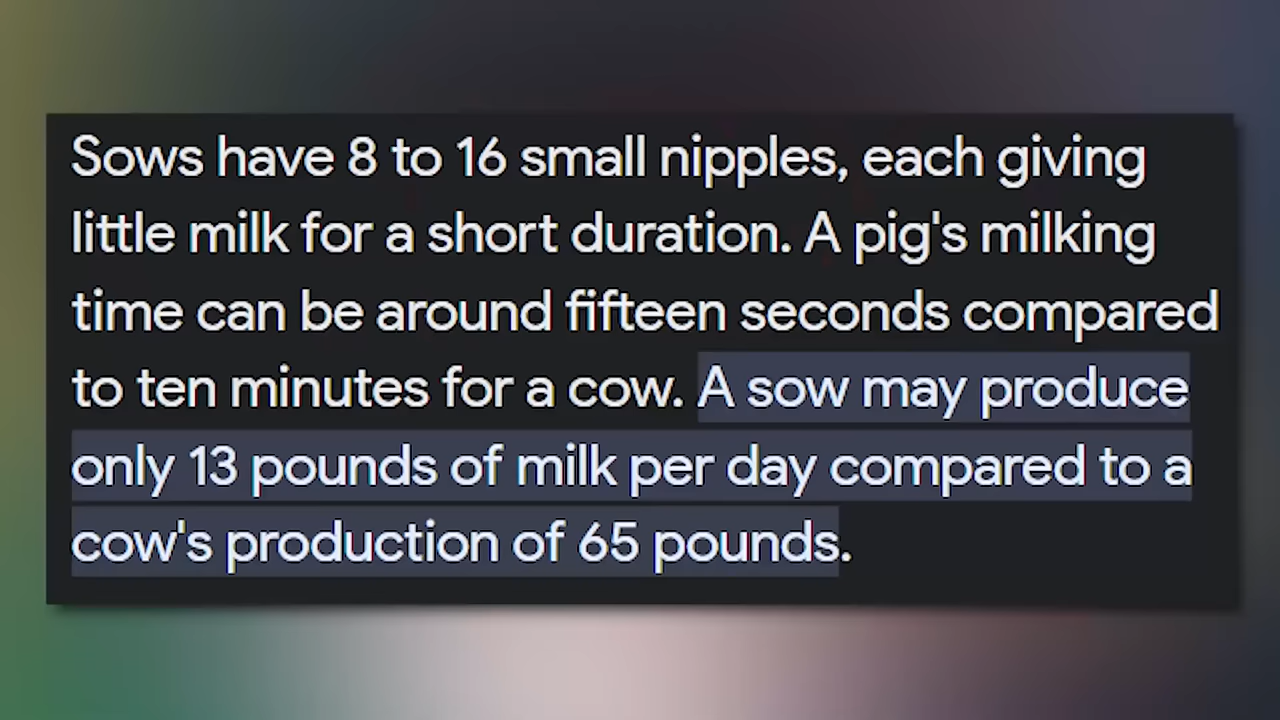 Sows have 8 to 16 small nipples, each giving
little milk for a short duration. A pig's milking
time can be around fifteen seconds compared
to ten minutes for a cow. A sow may produce
only 13 pounds of milk per day compared to a
cow's production of 65 pounds.